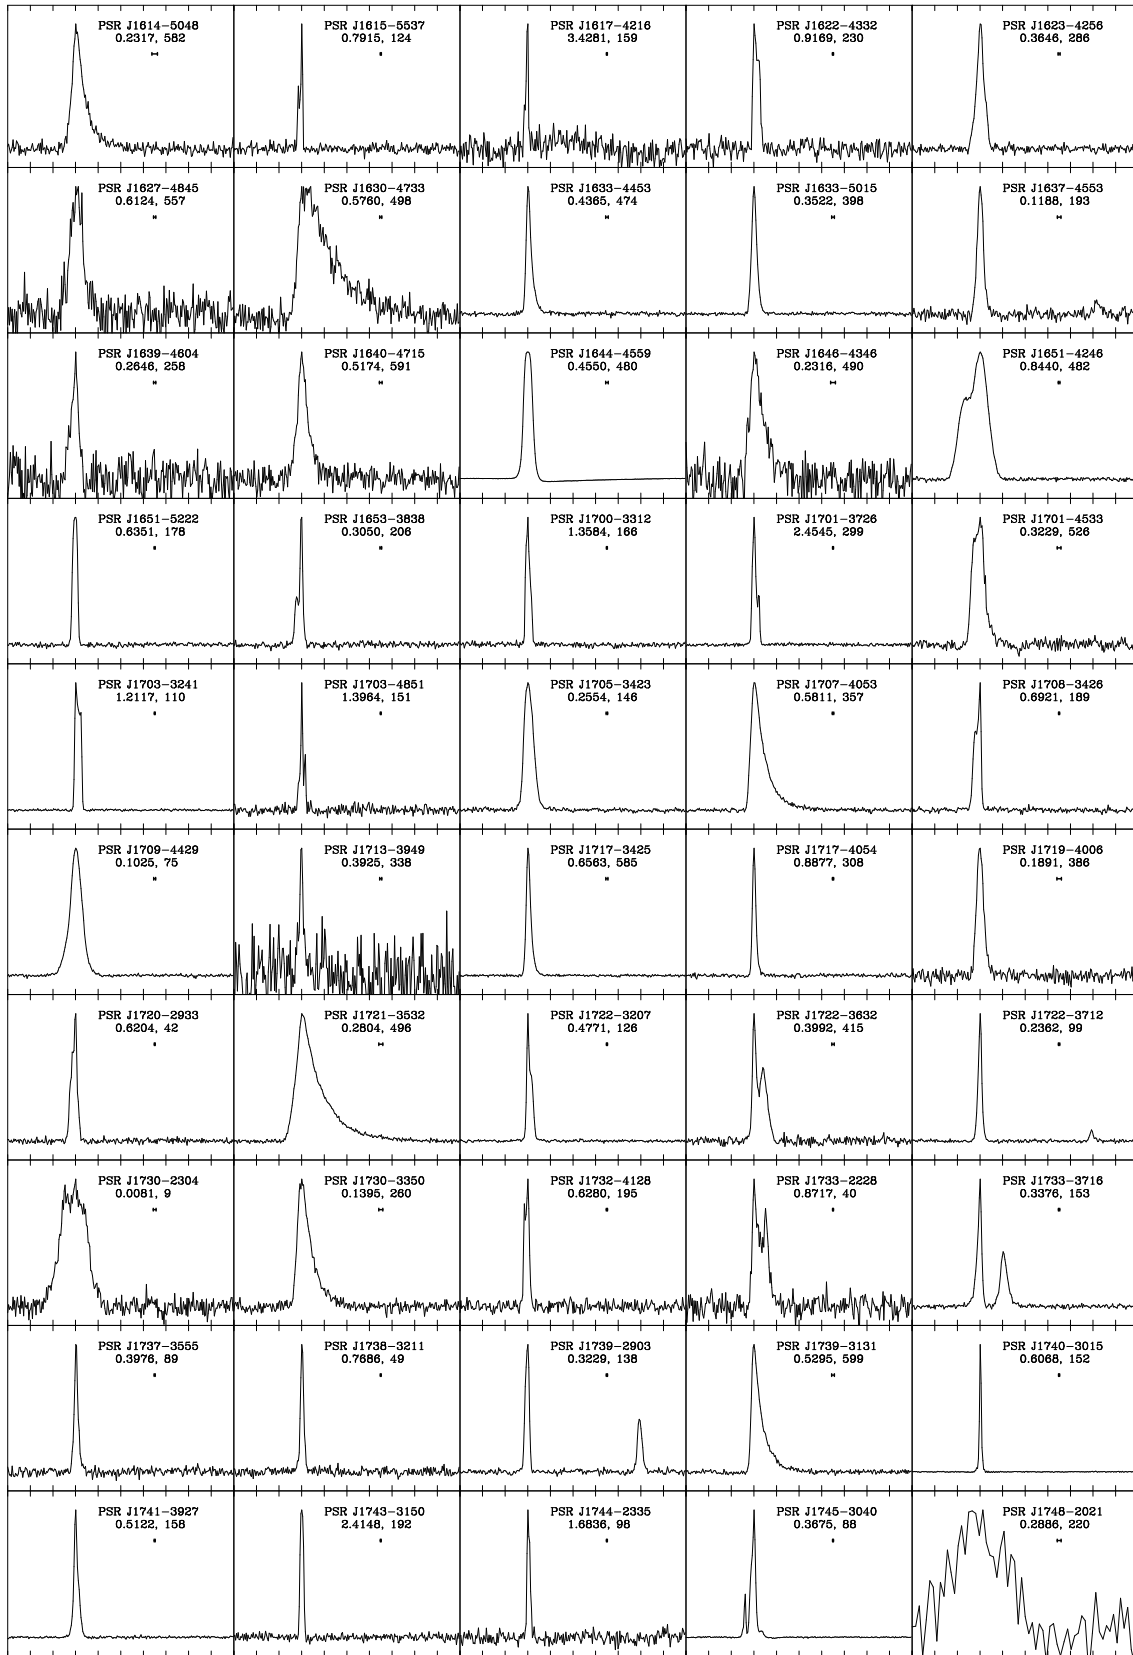 PSR J1614-5048
0.2317, 582
PSR J1615-5537
0.7915, 124
PSR J1617-4216
3.4281, 159
PSR J1622-4332
0.9169, 230
PSR J1623-4256
0.3646, 286
PSR J1627-4845
0.6124, 557
PSR J1630-4733
0.5760, 498
PSR J1633-4453
0.4365, 474
PSR J1633-5015
0.3522, 398
PSR J1637-4553
0.1188, 193
PSR J1639-4604
0.2646, 258
PSR J1640-4715
0.5174, 591
PSR J1644-4559
0.4550, 480
PSR J1646-4346
0.2316, 490
PSR J1651-4246
0.8440, 482
PSR J1651-5222
0.6351, 178
PSR J1653-3838
0.3050, 206
PSR J1700-3312
1.3584, 166
PSR J1701-3726
2.4545, 299
PSR J1701-4533
0.3229, 526
PSR J1703-3241
1.2117, 110
PSR J1703-4851
1.3964, 151
PSR J1705-3423
0.2554, 146
PSR J1707-4053
0.5811, 357
PSR J1708-3426
0.6921, 189
PSR J1709-4429
0.1025, 75
PSR J1713-3949
0.3925, 338
PSR J1717-3425
0.6563, 585
PSR J1717-4054
0.8877, 308
PSR J1719-4006
0.1891, 386
PSR J1720-2933
0.6204, 42
PSR J1721-3532
0.2804, 496
PSR J1722-3207
0.4771, 126
PSR J1722-3632
0.3992, 415
PSR J1722-3712
0.2362, 99
PSR J1730-2304
0.0081, 9
PSR J1730-3350
0.1395, 260
PSR J1732-4128
0.6280, 195
PSR J1733-2228
0.8717, 40
PSR J1733-3716
0.3376, 153
PSR J1737-3555
0.3976, 89
PSR J1738-3211
0.7686, 49
PSR J1739-2903
0.3229, 138
PSR J1739-3131
0.5295, 599
PSR J1740-3015
0.6068, 152
PSR J1741-3927
0.5122, 158
PSR J1743-3150
2.4148, 192
PSR J1744-2335
1.6836, 98
PSR J1745-3040
0.3675, 88
PSR J1748-2021
0.2886, 220